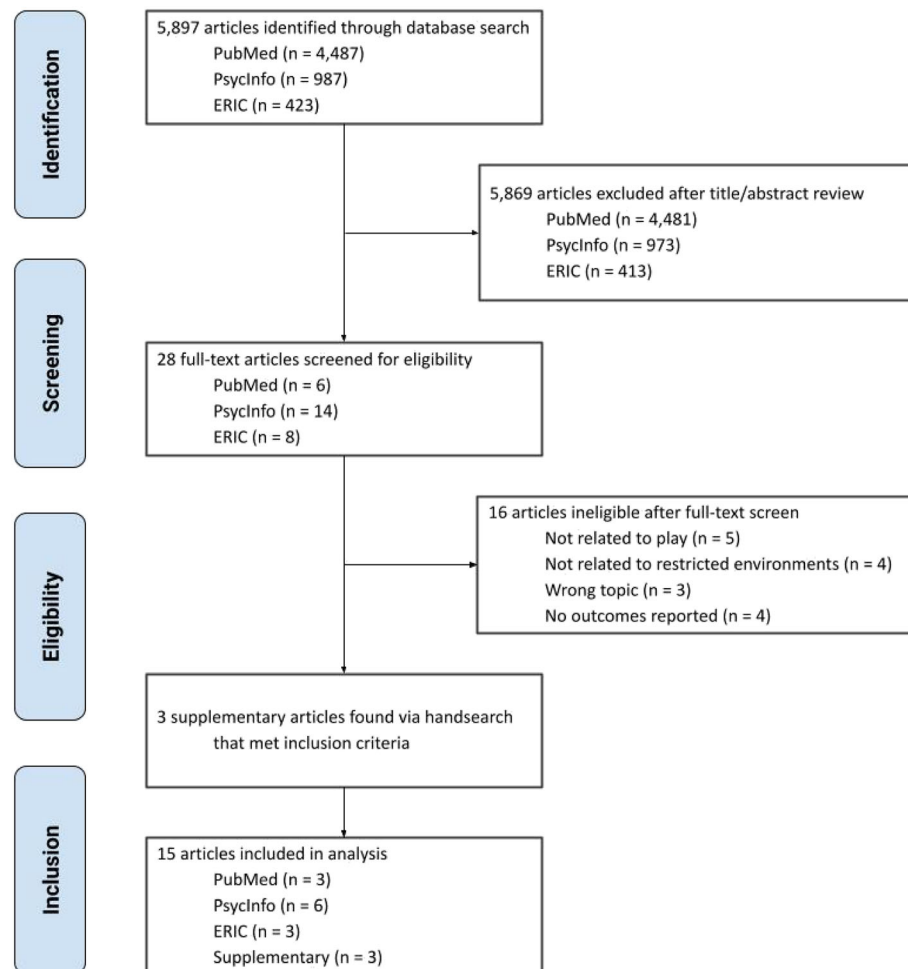 Identification
5,897 articles identified through database search
PubMed (n = 4,487)
PsycInfo (n = 987)
ERIC (n = 423)
5,869 articles excluded after title/abstract review
PubMed (n = 4,481)
PsycInfo (n = 973)
ERIC (n = 413)
Screening
28 full-text articles screened for eligibility
PubMed (n = 6)
PsycInfo (n = 14)
ERIC (n = 8)
16 articles ineligible after full-text screen
Not related to play (n = 5)
Not related to restricted environments (n = 4)
Wrong topic (n = 3)
No outcomes reported (n = 4)
Eligibility
3 supplementary articles found via handsearch
that met inclusion criteria
Inclusion
15 articles included in analysis
PubMed (n = 3)
PsycInfo (n = 6)
ERIC (n = 3)
Supplementary (n = 3)